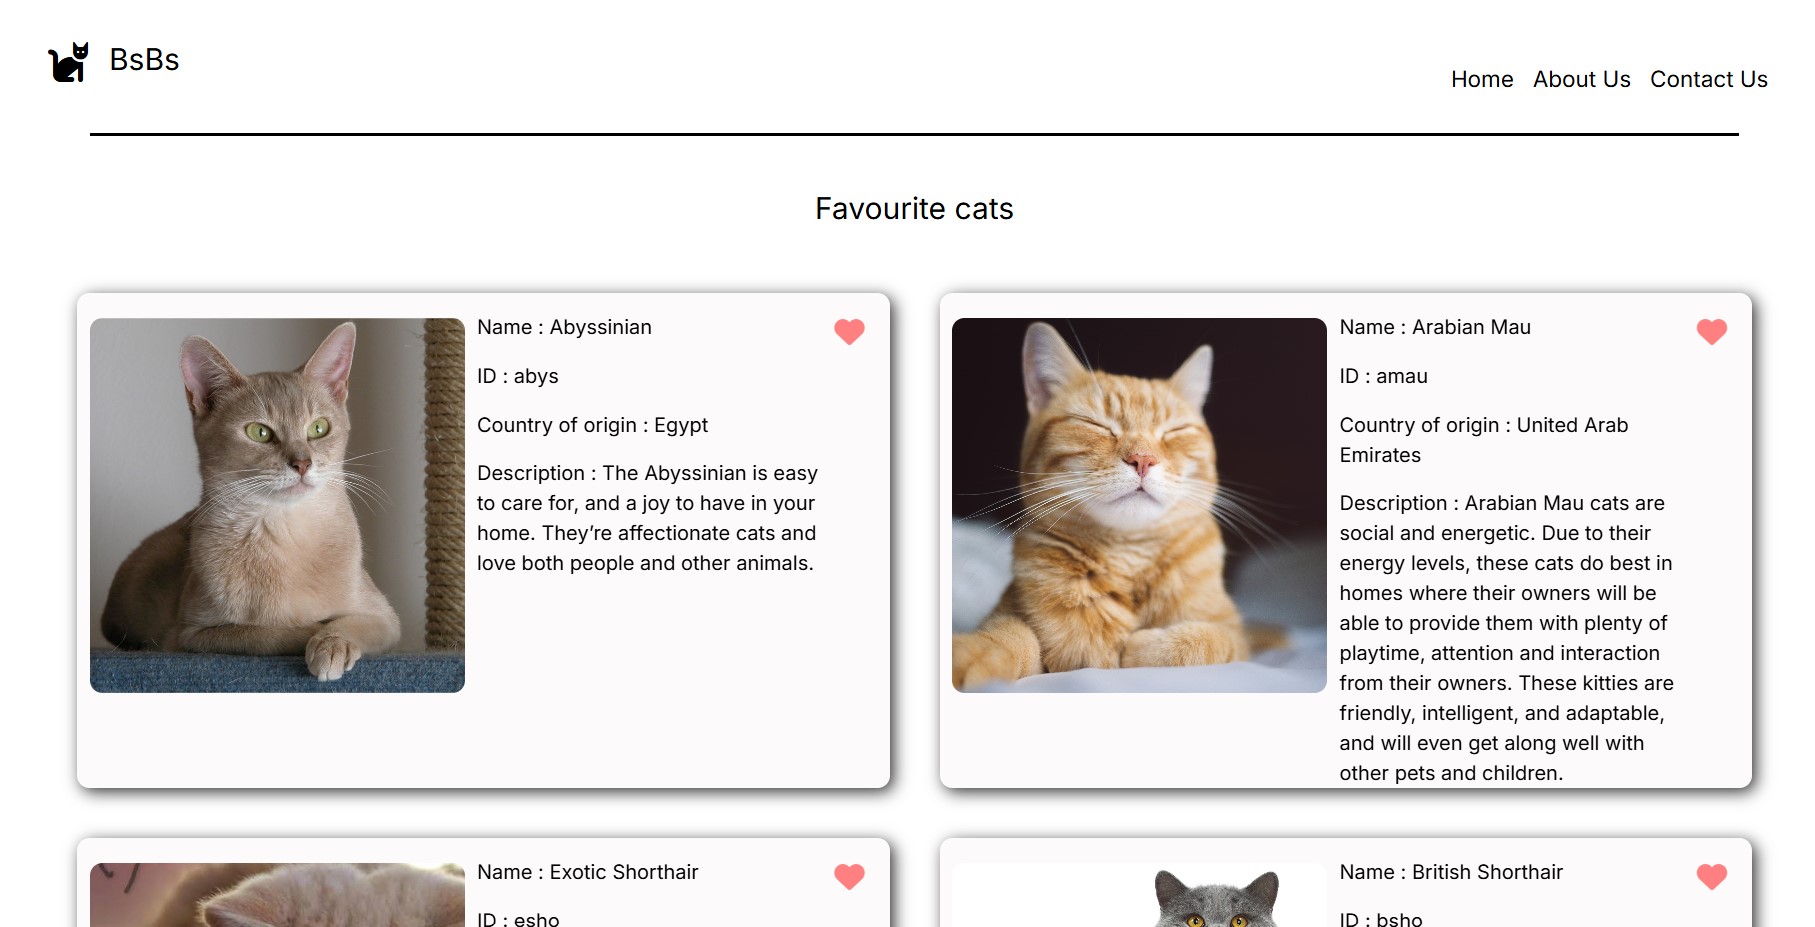 BsBs
Home About Us Contact Us
Favourite cats
Name : Abyssinian
ID : abys
Country of origin : Egypt
Description : The Abyssinian is easy
to care for, and a joy to have in your
home. They’re affectionate cats and
love both people and other animals.
Name : Arabian Mau
ID : amau
Country of origin : United Arab
Emirates
Description : Arabian Mau cats are
social and energetic. Due to their
energy levels, these cats do best in
homes where their owners will be
able to provide them with plenty of
playtime, attention and interaction
from their owners. These kitties are
friendly, intelligent, and adaptable,
and will even get along well with
other pets and children.
Name : Exotic Shorthair
ID : esho
Name : British Shorthair
ID : bsho